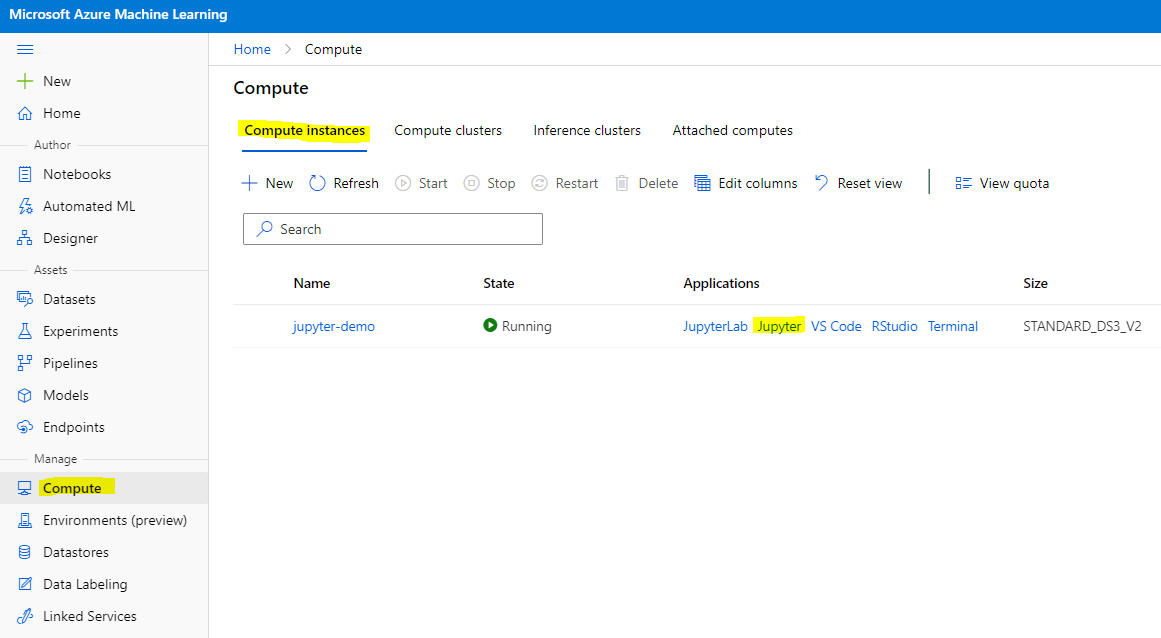 Microsoft Azure Machine Learning
New
Home
Author
Notebooks
Automated ML
Designer
Assets
Datasets
Experiments
Pipelines
Models
Endpoints
Manage
Compute
Environments (preview)
Datastores
Data Labeling
Linked Services
Home > Compute
Compute
Compute instances Compute clusters Inference clusters Attached computes
New Refresh Start Stop Restart Delete Edit columns Reset view View quota
Search
Name State Applications Size
jupyter-demo Running JupyterLab Jupyter VS Code RStudio Terminal STANDARD_DS3_V2